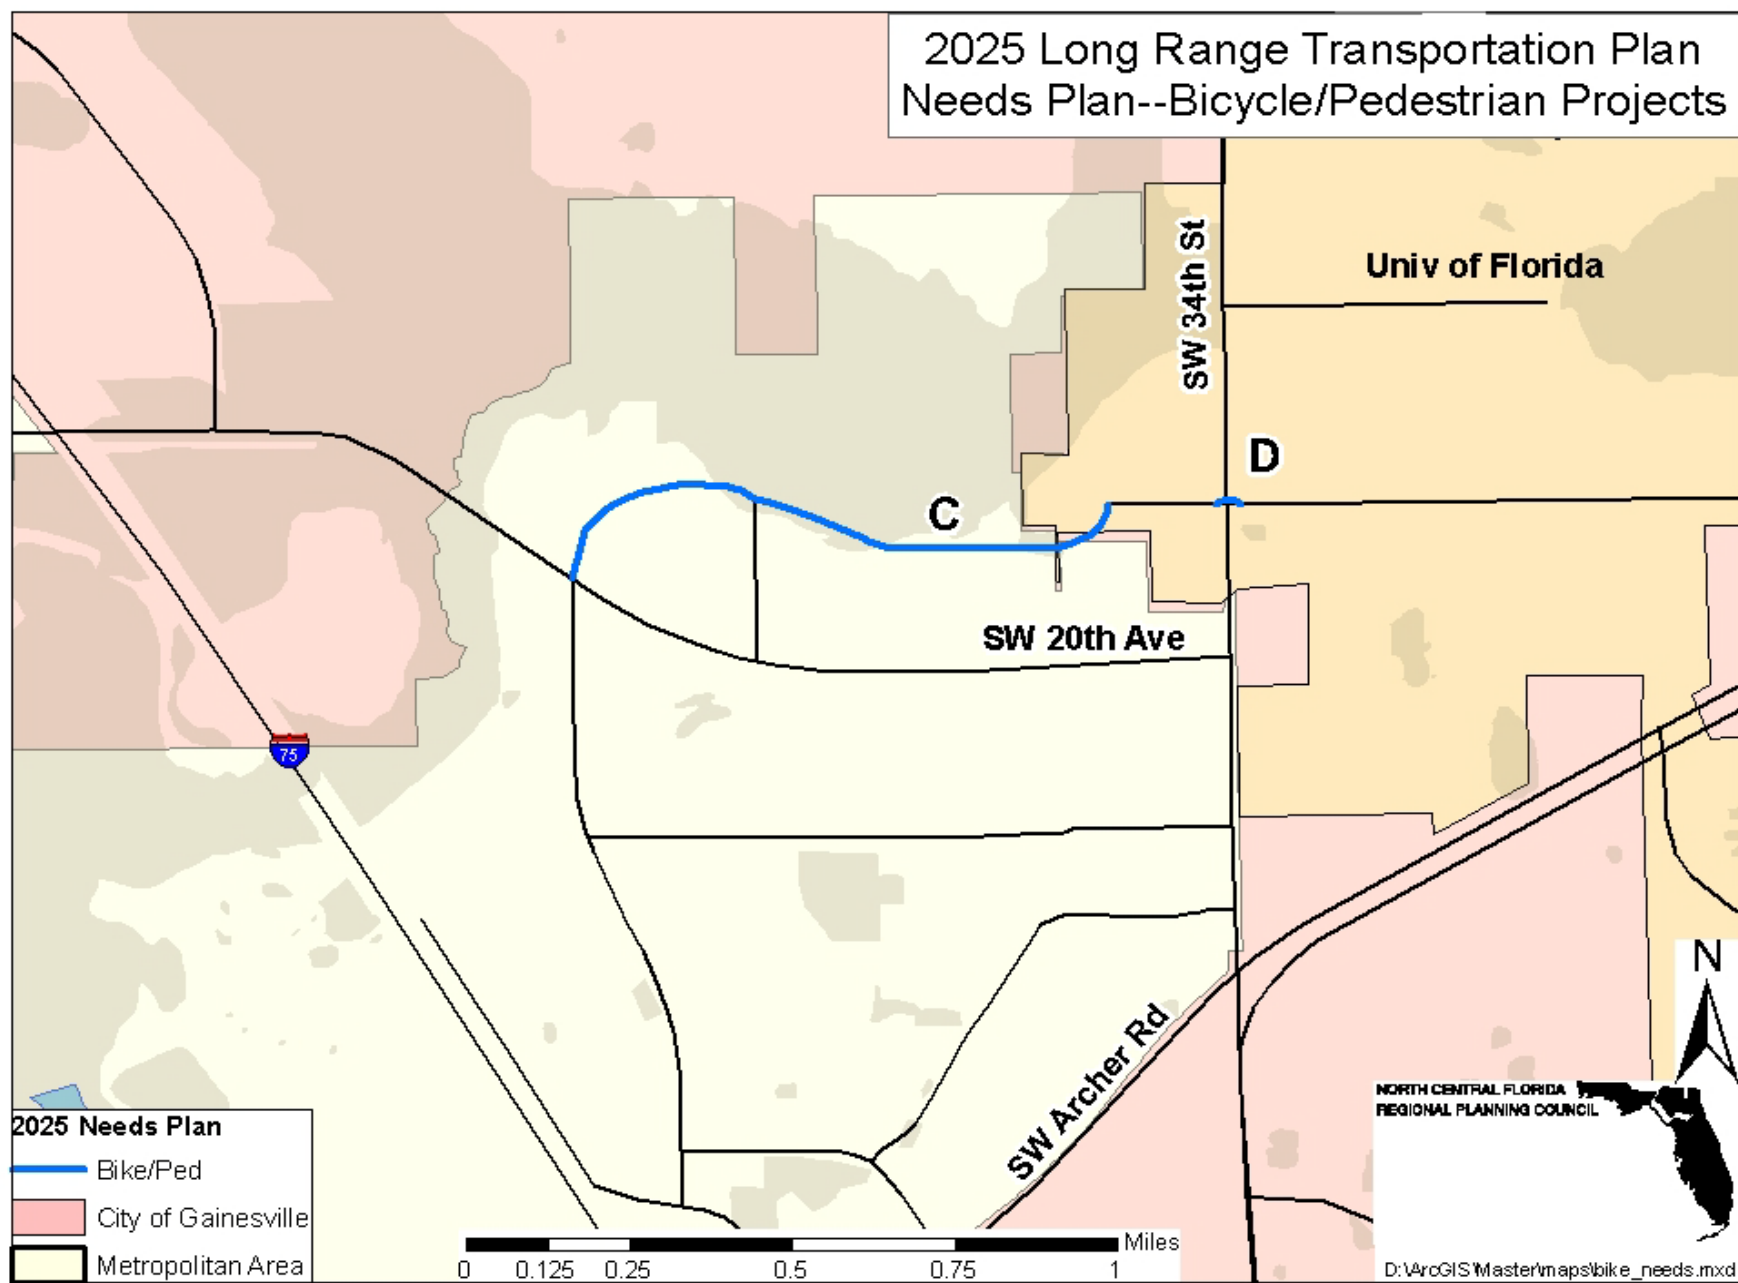 2025 Long Range Transportation Plan
Needs Plan--Bicycle/Pedestrian Projects
SW 34th St
Univ of Florida
D
C
SW 20th Ave
75
SW Archer Rd
N
NORTH CENTRAL FLORIDA
REGIONAL PLANNING COUNCIL
2025 Needs Plan
Bike/Ped
City of Gainesville
Metropolitan Area
Miles
0 0.125 0.25 0.5 0.75 1
D:\ArcGIS\Master\maps\bike_needs.mxd